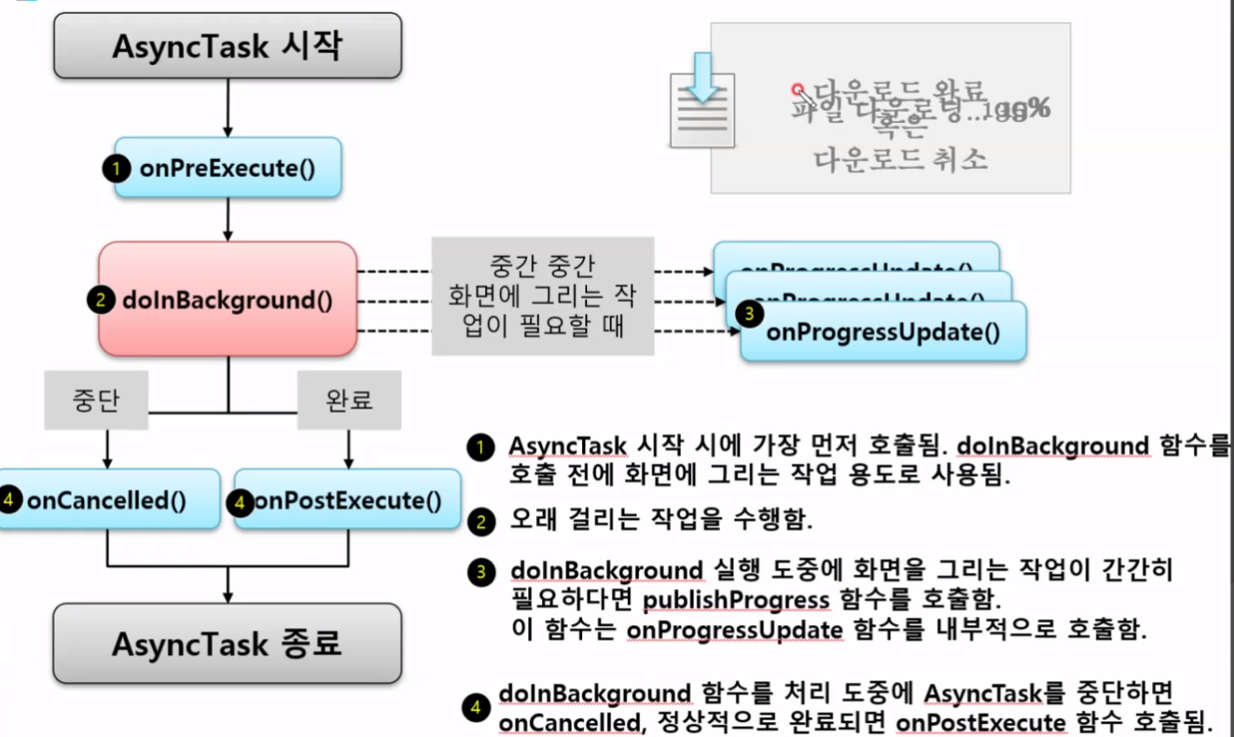 AsyncTask 시작
다운로드 완료
파일 다운로딩...
혹은
다운로드 취소
1 onPreExecute()
2 doInBackground()
중간 중간
화면에 그리는 작
업이 필요할 때
onProgressUpdate()
onProgressUpdate()
3 onProgressUpdate()
중단
완료
4 onCancelled()
4 onPostExecute()
AsyncTask 종료
1 AsyncTask 시작 시에 가장 먼저 호출됨. doInBackground 함수를
호출 전에 화면에 그리는 작업 용도로 사용됨.
2 오래 걸리는 작업을 수행함.
3 doInBackground 실행 도중에 화면을 그리는 작업이 간간히
필요하다면 publishProgress 함수를 호출함.
이 함수는 onProgressUpdate 함수를 내부적으로 호출함.
4 doInBackground 함수를 처리 도중에 AsyncTask를 중단하면
onCancelled, 정상적으로 완료되면 onPostExecute 함수 호출됨.